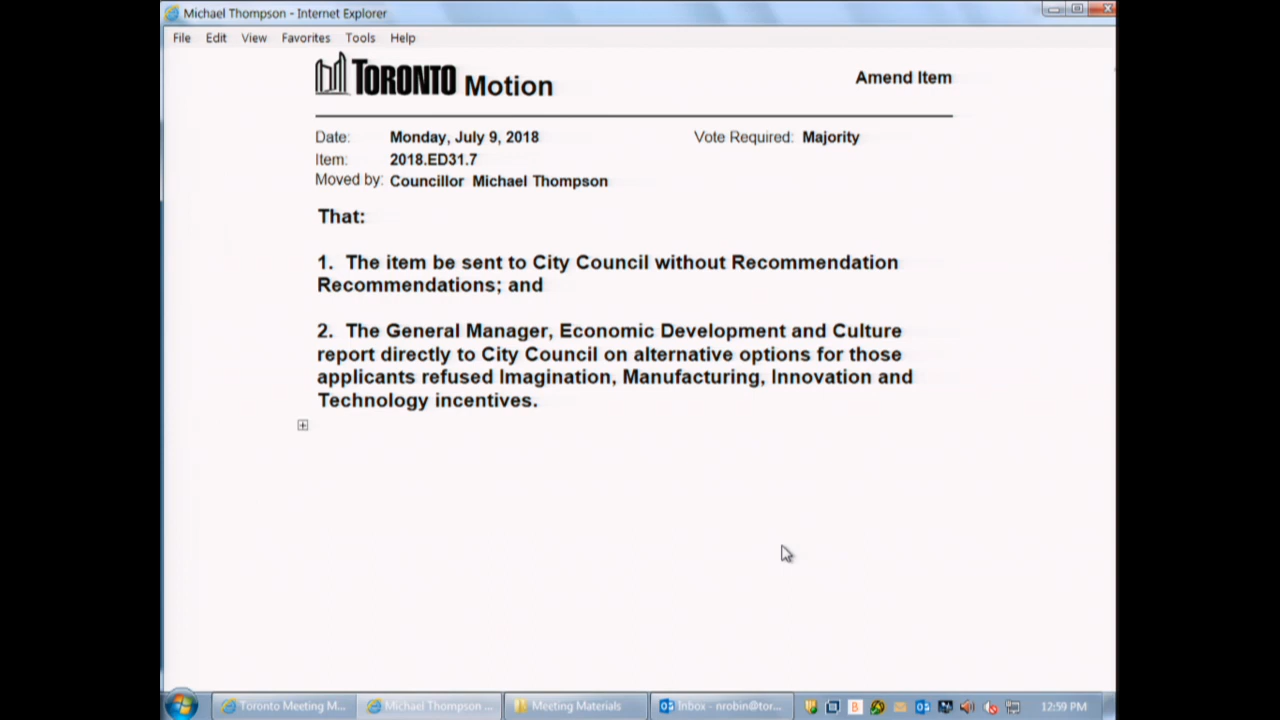 Michael Thompson - Internet Explorer
File Edit View Favorites Tools Help
TORONTO Motion
Amend Item
Date: Monday, July 9, 2018
Vote Required: Majority
Item: 2018.ED31.7
Moved by: Councillor Michael Thompson
That:
1. The item be sent to City Council without Recommendation
Recommendations; and
2. The General Manager, Economic Development and Culture
report directly to City Council on alternative options for those
applicants refused Imagination, Manufacturing, Innovation and
Technology incentives.
Toronto Meeting M... Michael Thompson ... Meeting Materials Inbox - nrobin@tor... 12:59 PM